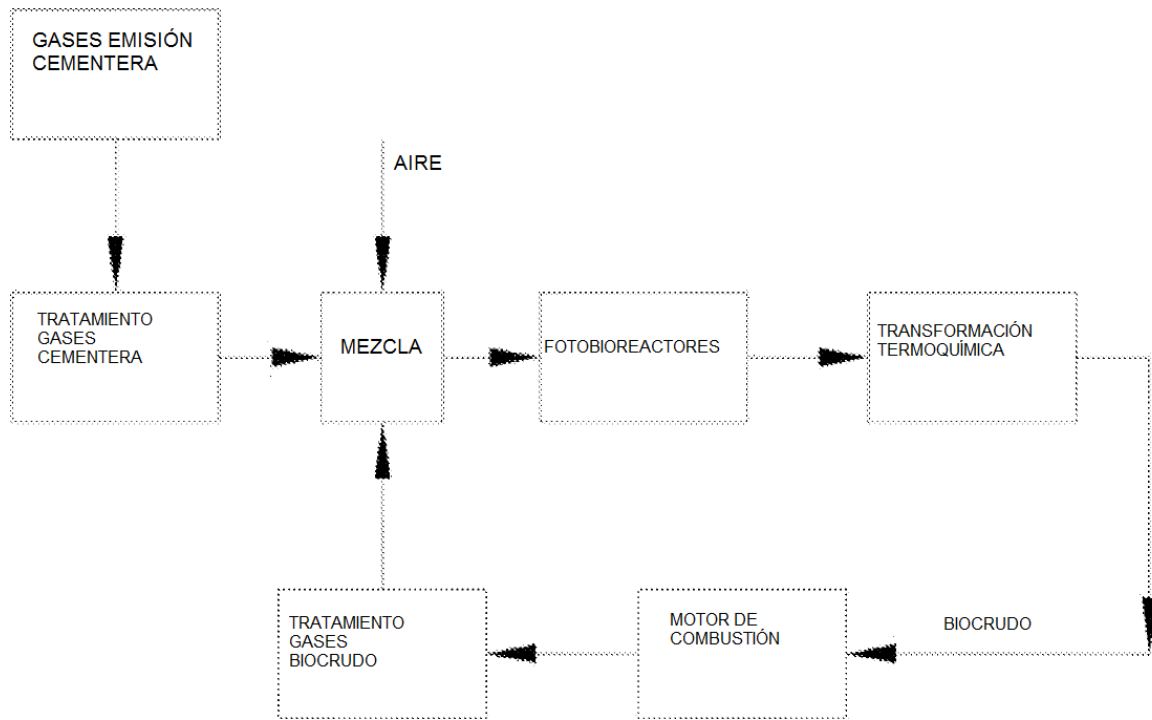 GASES EMISIÓN
CEMENTERA
AIRE
TRATAMIENTO
GASES
CEMENTERA
MEZCLA
FOTOBIOREACTORES
TRANSFORMACIÓN
TERMOQUÍMICA
TRATAMIENTO
GASES
BIOCRUDO
MOTOR DE
COMBUSTIÓN
BIOCRUDO